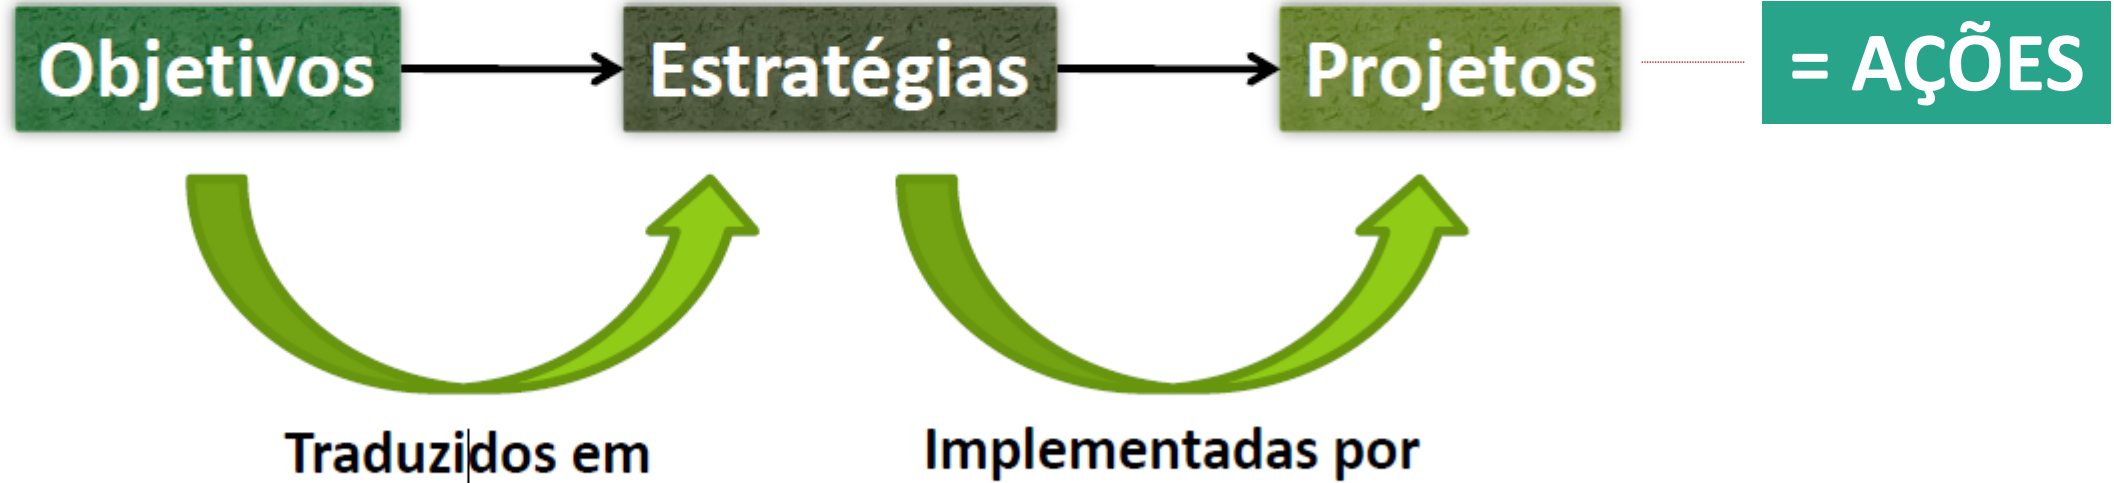 Objetivos
Estratégias
Projetos
= AÇÕES
Traduzidos em
Implementadas por